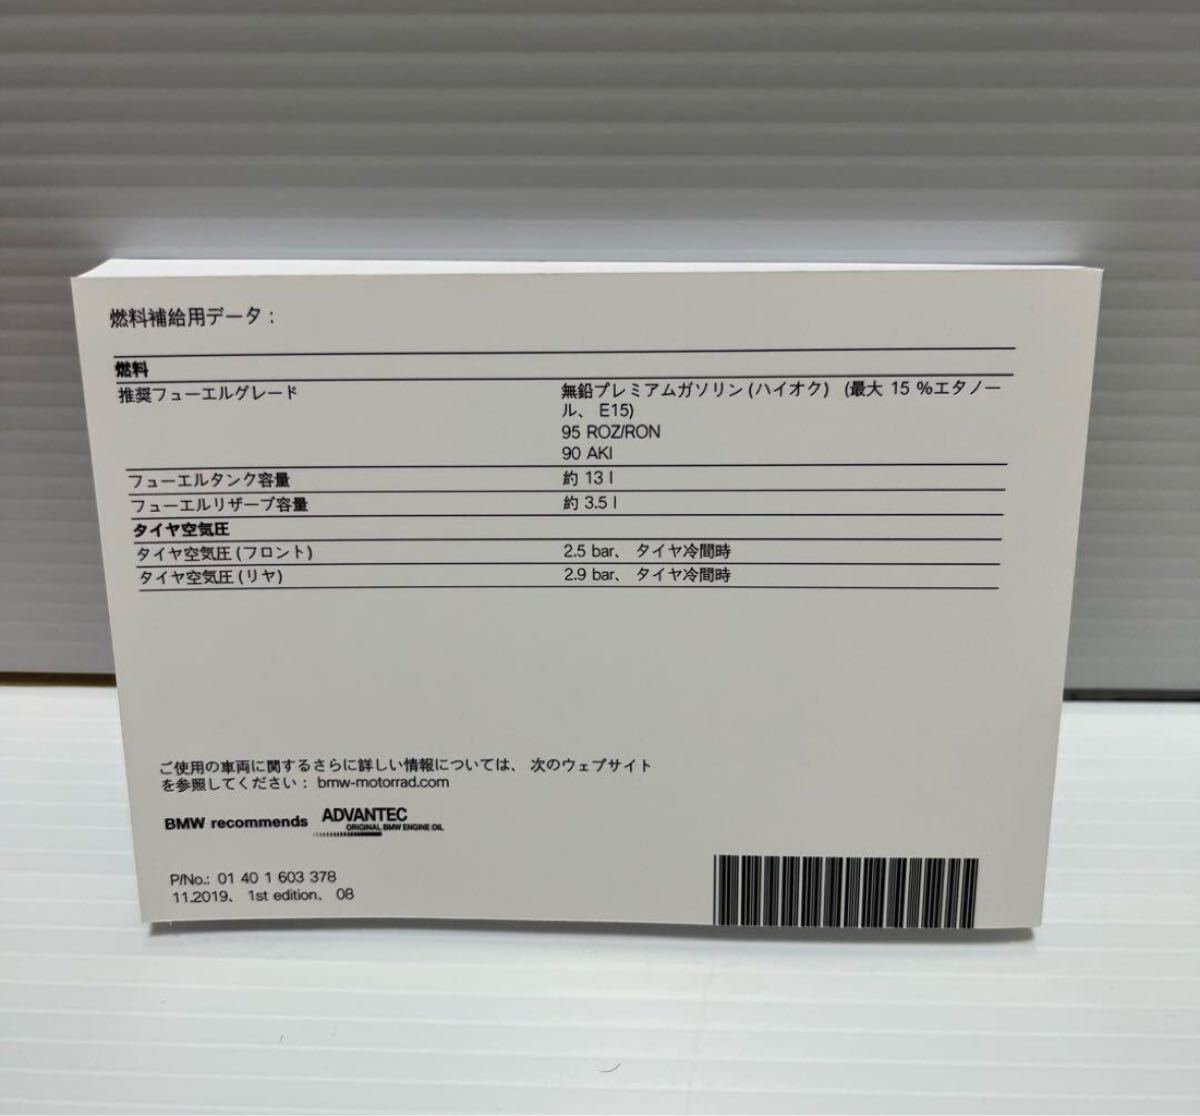 燃料補給用データ:
燃料
推奨フューエルグレード 無鉛プレミアムガソリン(ハイオク) (最大 15 %エタノー
ル、 E15)
95 ROZ/RON
90 AKI
フューエルタンク容量 約 13 l
フューエルリザーブ容量 約 3.5 l
タイヤ空気圧
タイヤ空気圧(フロント) 2.5 bar、 タイヤ冷間時
タイヤ空気圧(リヤ) 2.9 bar、 タイヤ冷間時
ご使用の車両に関するさらに詳しい情報については、 次のウェブサイト
を参照してください: bmw-motorrad.com
BMW recommends ADVANTEC
ORIGINAL BMW ENGINE OIL
P/No.: 01 40 1 603 378
11.2019、 1st edition、 08